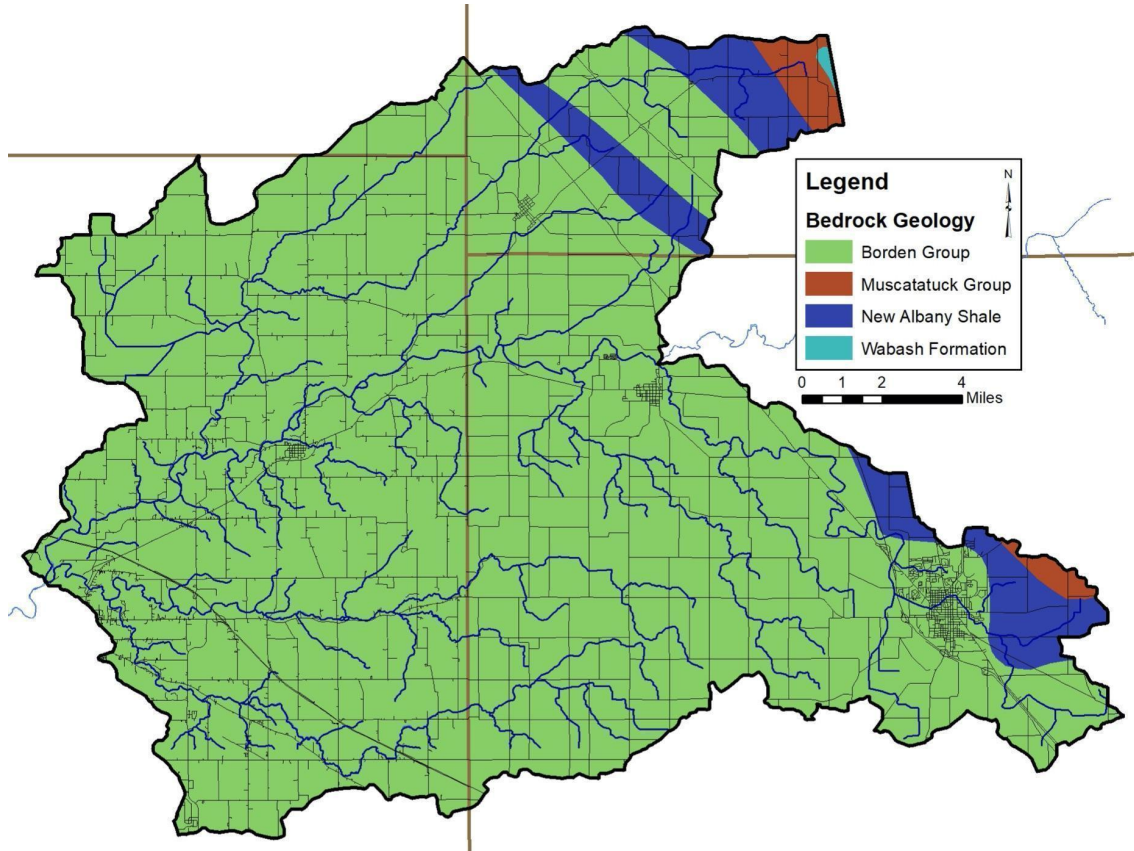 Legend
N
Bedrock Geology
Borden Group
Muscatatuck Group
New Albany Shale
Wabash Formation
0 1 2 4
Miles